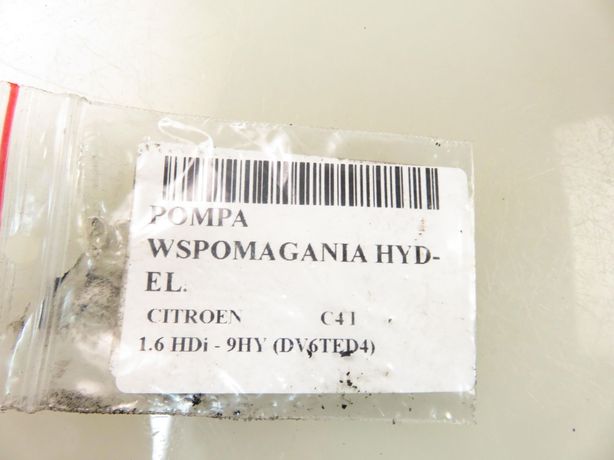 POMPA
WSPOMAGANIA HYD-
EL.
CITROEN C4 I
1.6 HDi - 9HY (DV6TED4)